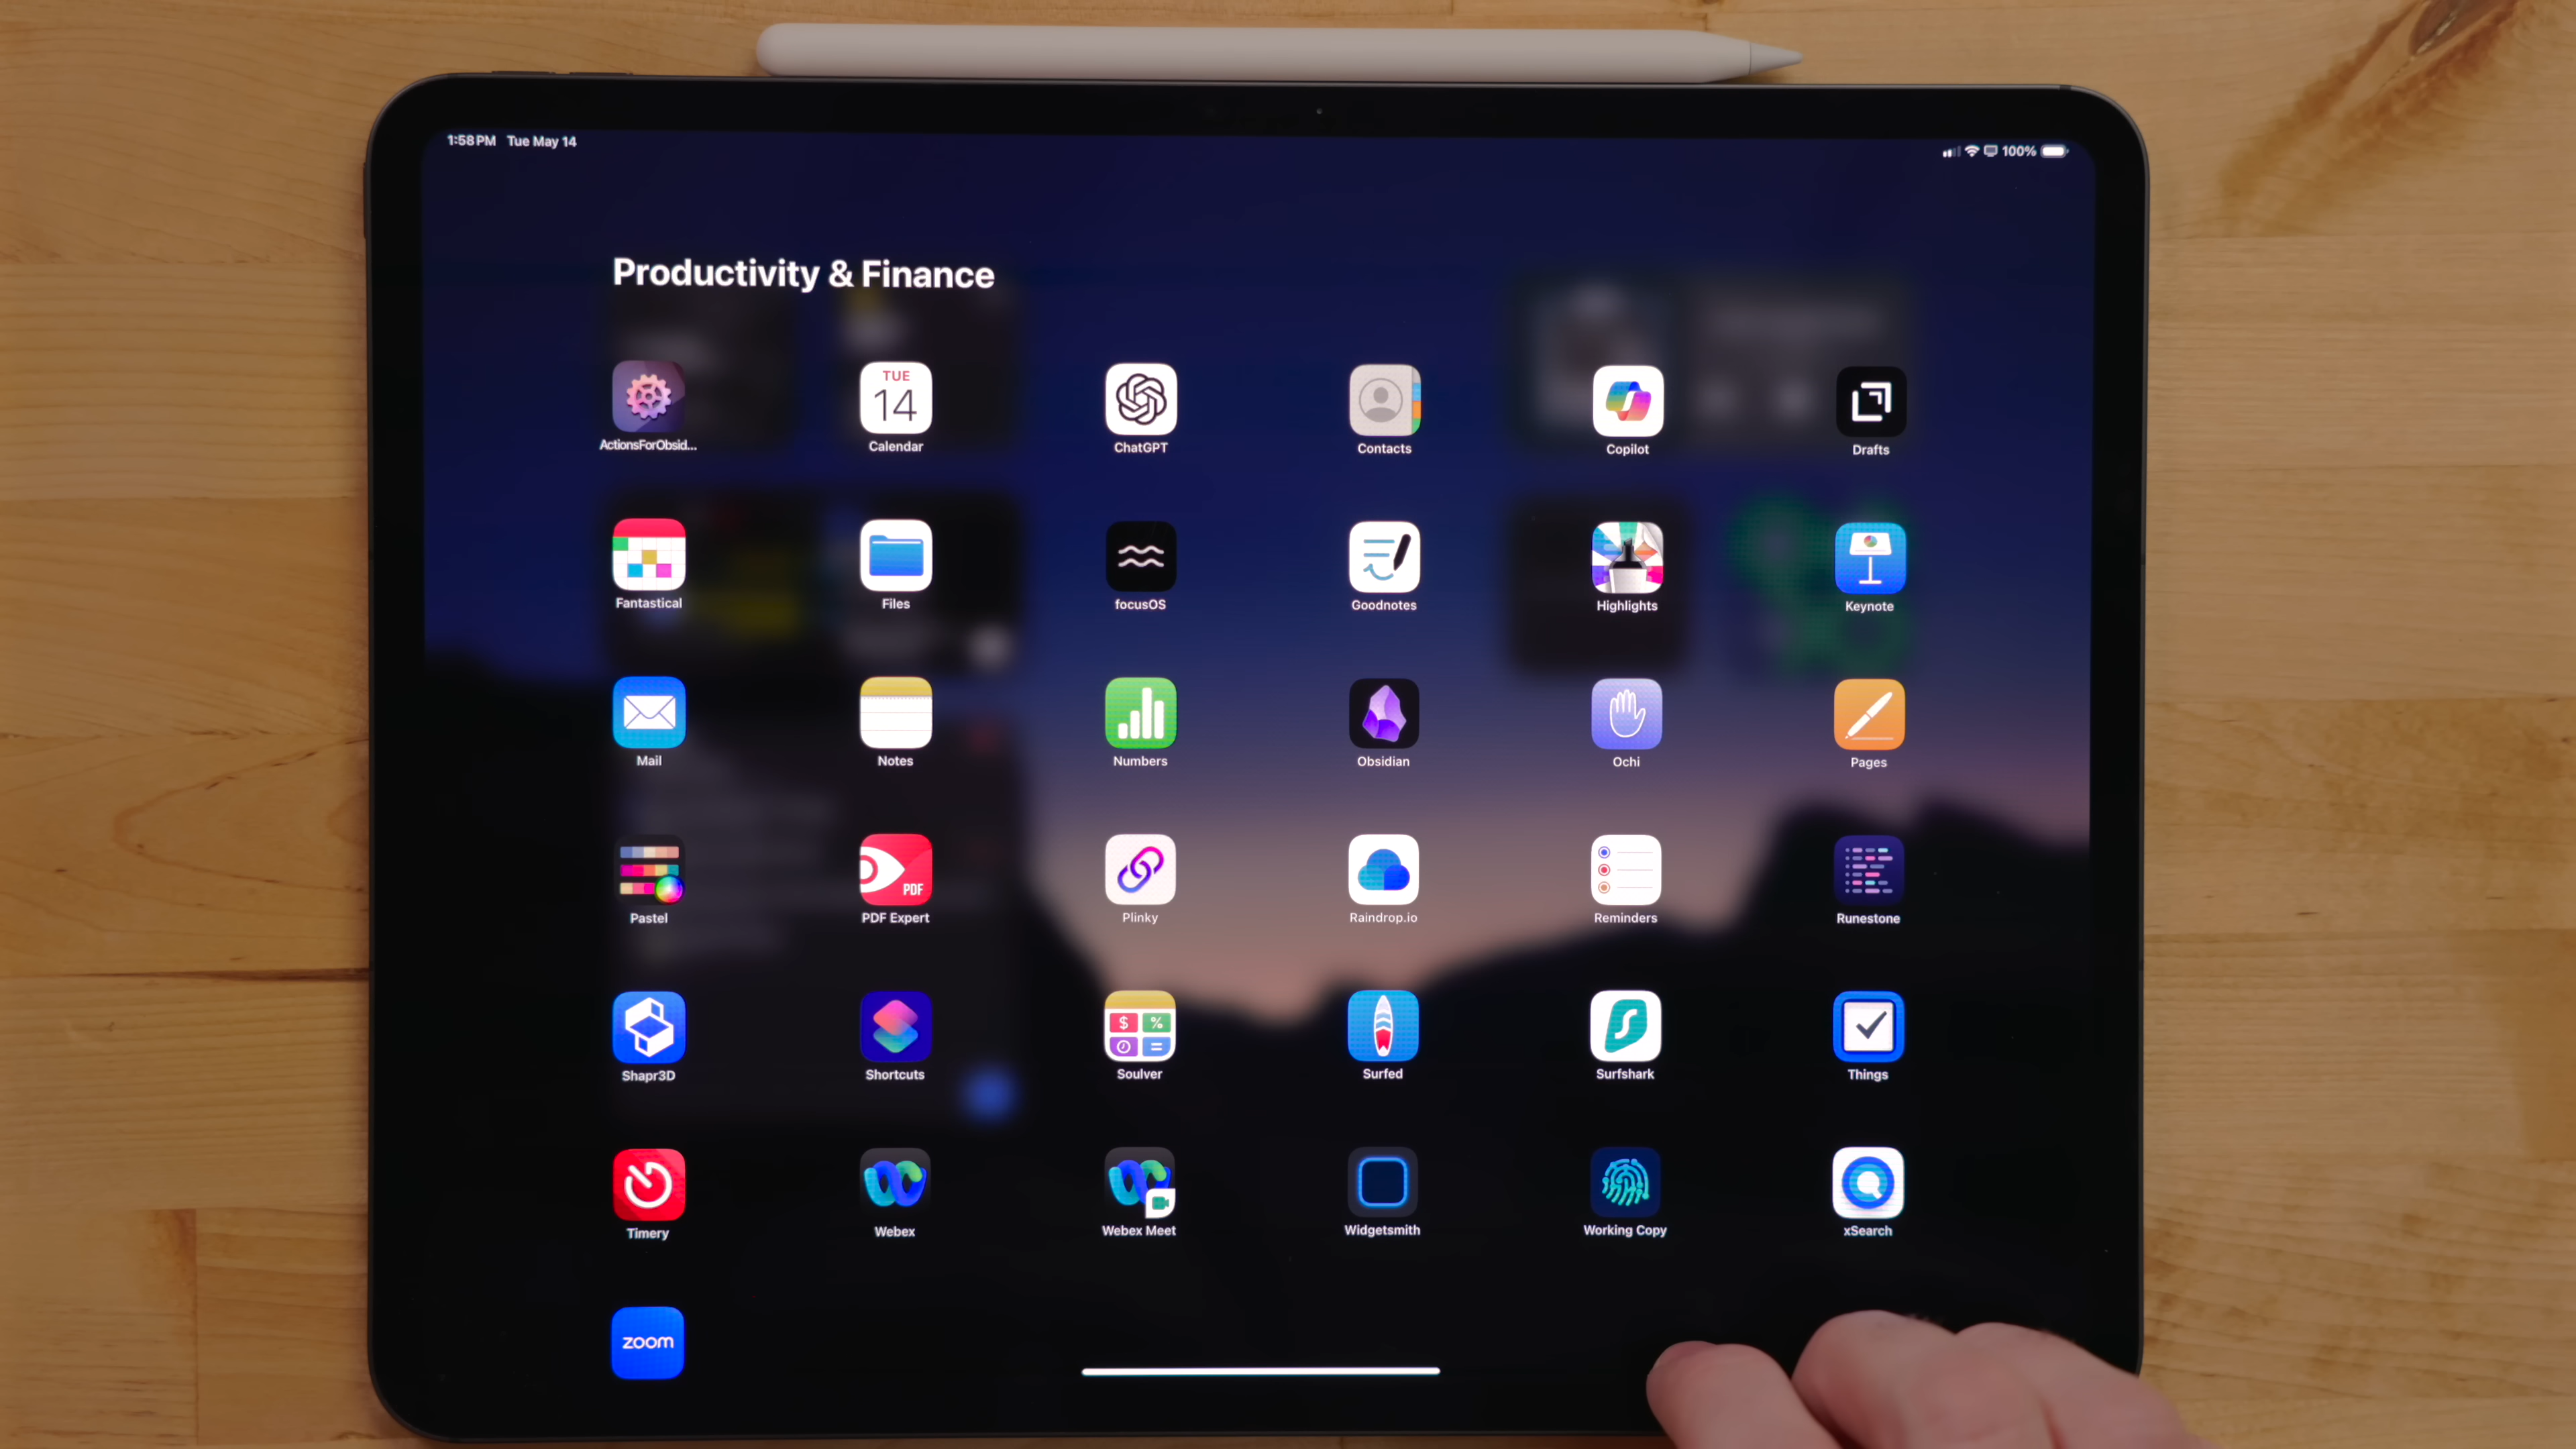 1:58 PM Tue May 14
100%
Productivity & Finance
TUE
14
ActionsForObsid...
Calendar
ChatGPT
Contacts
Copilot
Drafts
Fantastical
Files
focusOS
Goodnotes
Highlights
Keynote
Mail
Notes
Numbers
Obsidian
Ochi
Pages
PDF
Pastel
PDF Expert
Plinky
Raindrop.io
Reminders
Runestone
$ %
=
Shapr3D
Shortcuts
Soulver
Surfed
Surfshark
Things
Timery
Webex
Webex Meet
Widgetsmith
Working Copy
xSearch
zoom